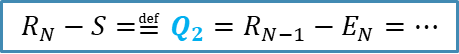 R_N − S =≝ Q_2 = R_{N−1} − E_N = ⋯